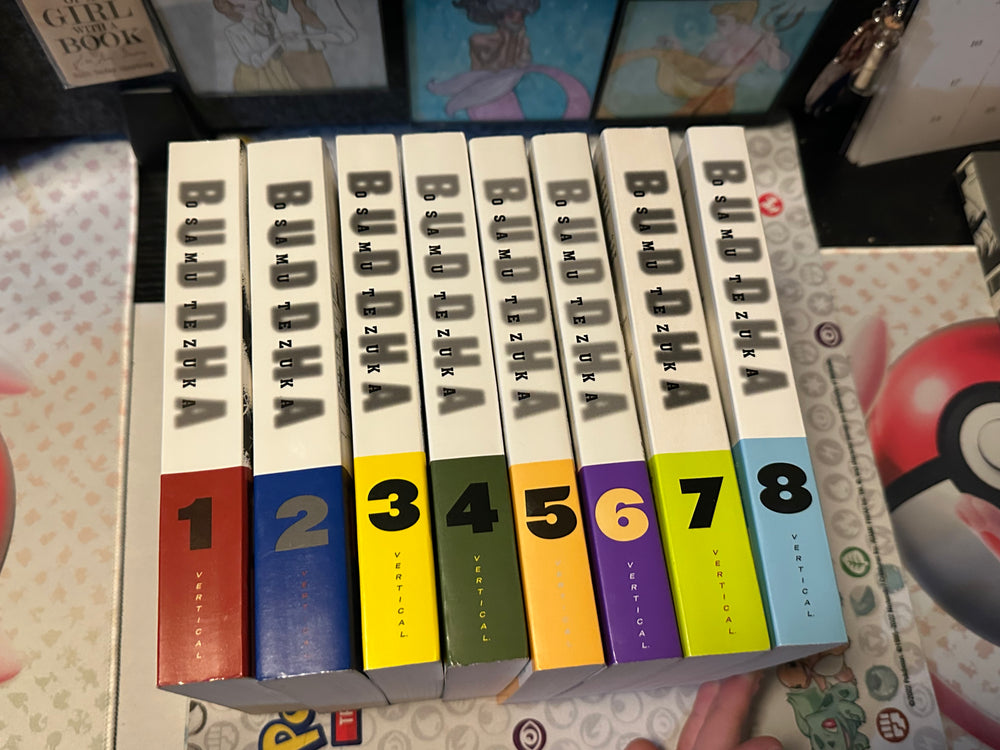 GIRL
WITH A
BOOK
BUDDHA
OSAMU TEZUKA
1
VERTICAL.
BUDDHA
OSAMU TEZUKA
2
BUDDHA
OSAMU TEZUKA
3
VERTICAL.
BUDDHA
OSAMU TEZUKA
4
VERTICAL.
BUDDHA
OSAMU TEZUKA
5
BUDDHA
OSAMU TEZUKA
6
VERTICAL.
BUDDHA
OSAMU TEZUKA
7
VERTICAL.
BUDDHA
OSAMU TEZUKA
8
VERTICAL.